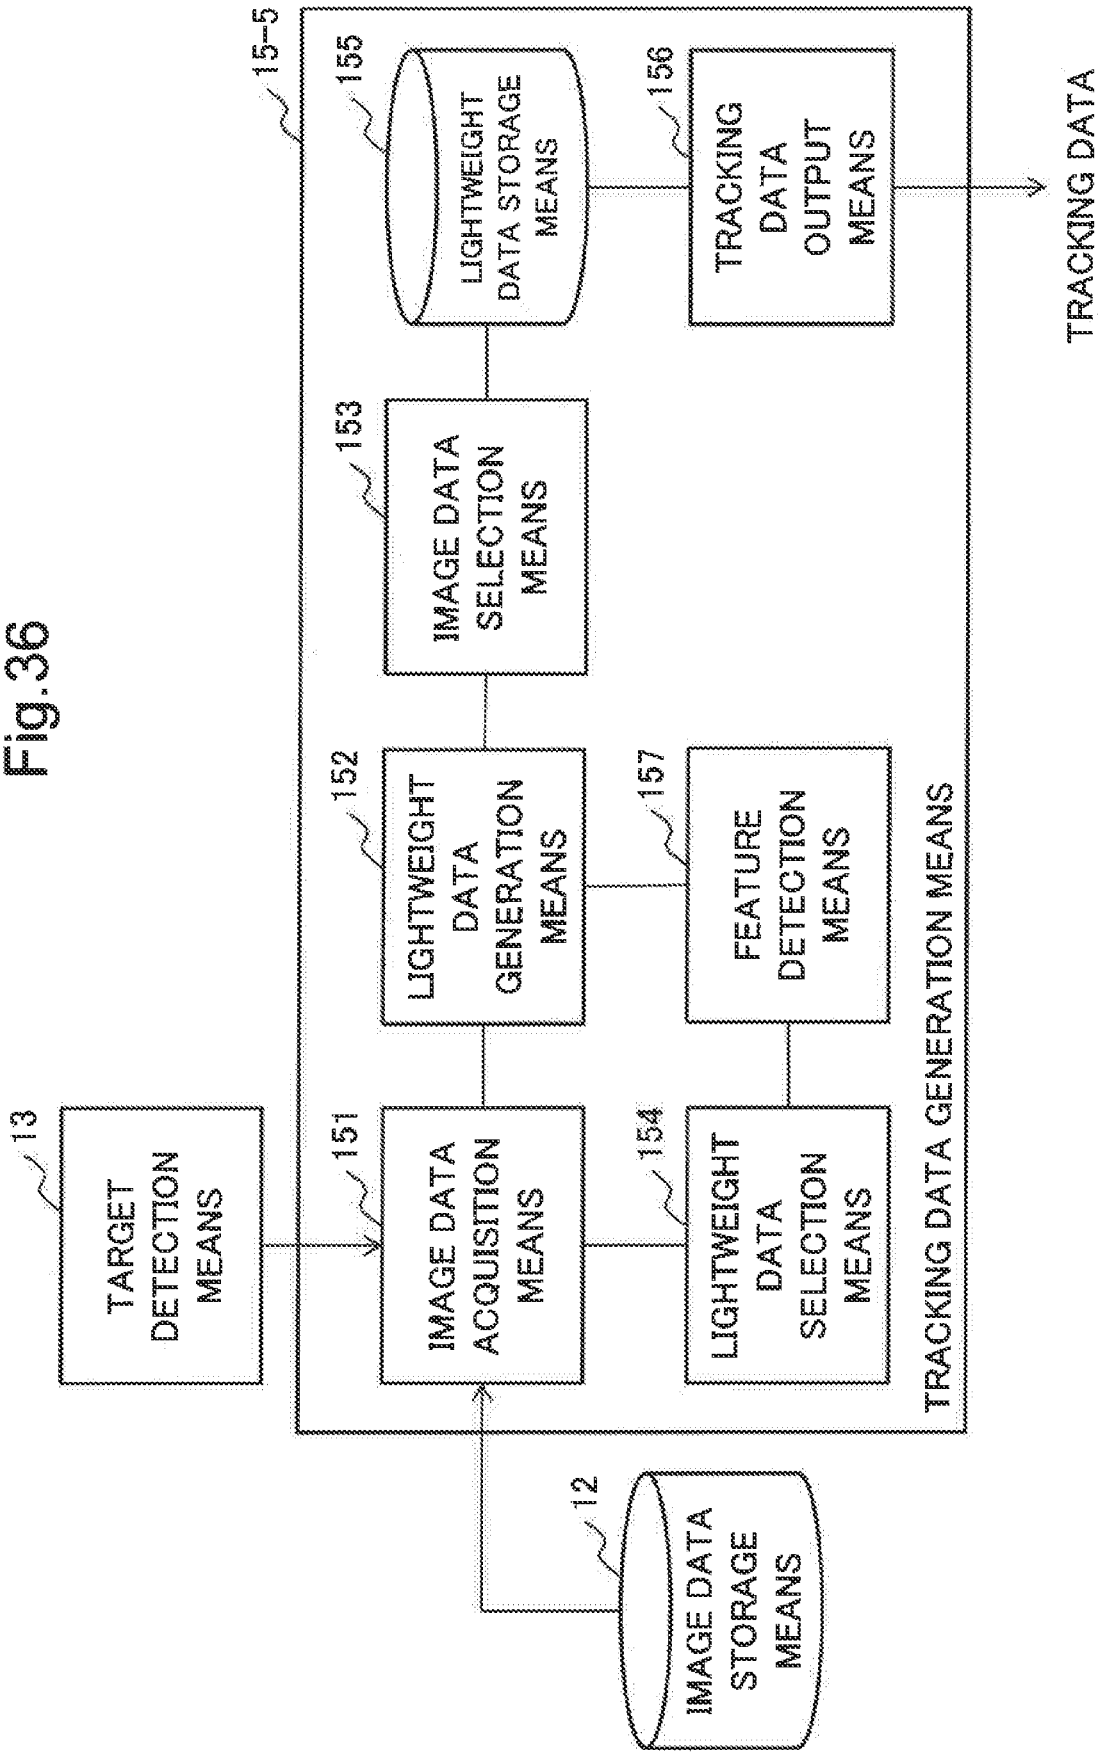 Fig.36
13
TARGET
DETECTION
MEANS
15-5
12
IMAGE DATA
STORAGE
MEANS
151
IMAGE DATA
ACQUISITION
MEANS
152
LIGHTWEIGHT
DATA
GENERATION
MEANS
153
IMAGE DATA
SELECTION
MEANS
155
LIGHTWEIGHT
DATA STORAGE
MEANS
154
LIGHTWEIGHT
DATA
SELECTION
MEANS
157
FEATURE
DETECTION
MEANS
156
TRACKING
DATA
OUTPUT
MEANS
TRACKING DATA GENERATION MEANS
TRACKING DATA